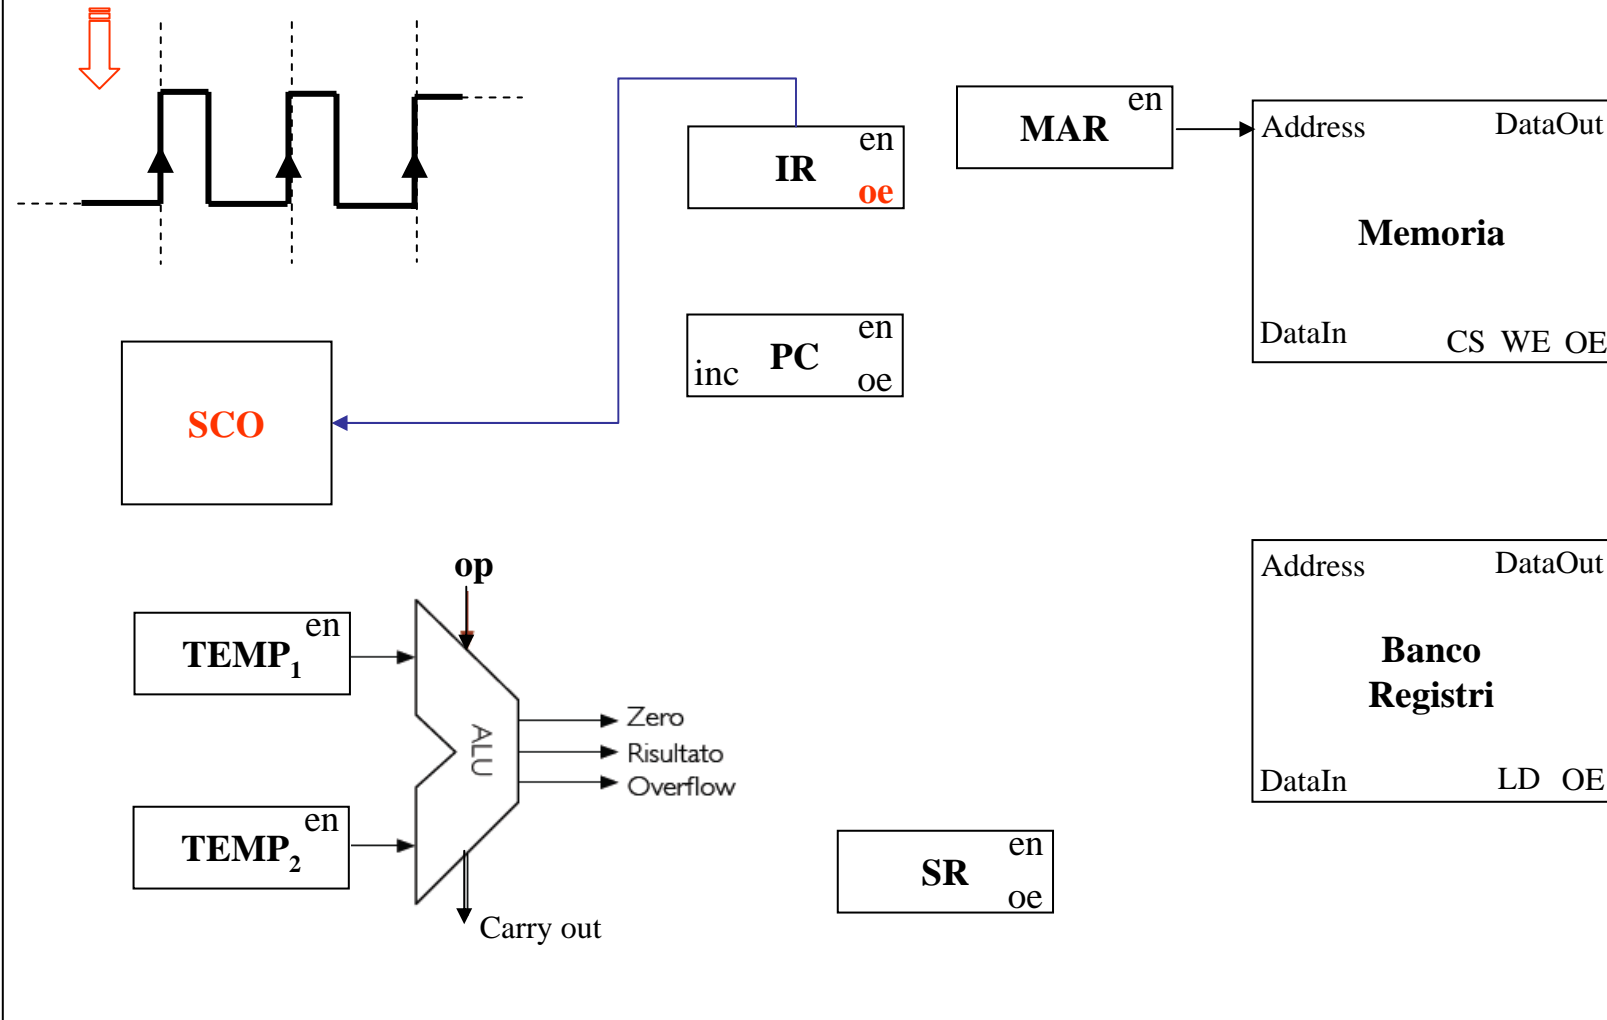 en
MAR
Address DataOut
en
IR
oe
Memoria
en
PC
inc
oe
DataIn
CS WE OE
SCO
op
Address DataOut
en
TEMP1
Banco
Registri
Zero
ALU
Risultato
Overflow
DataIn
LD OE
en
TEMP2
en
SR
oe
Carry out